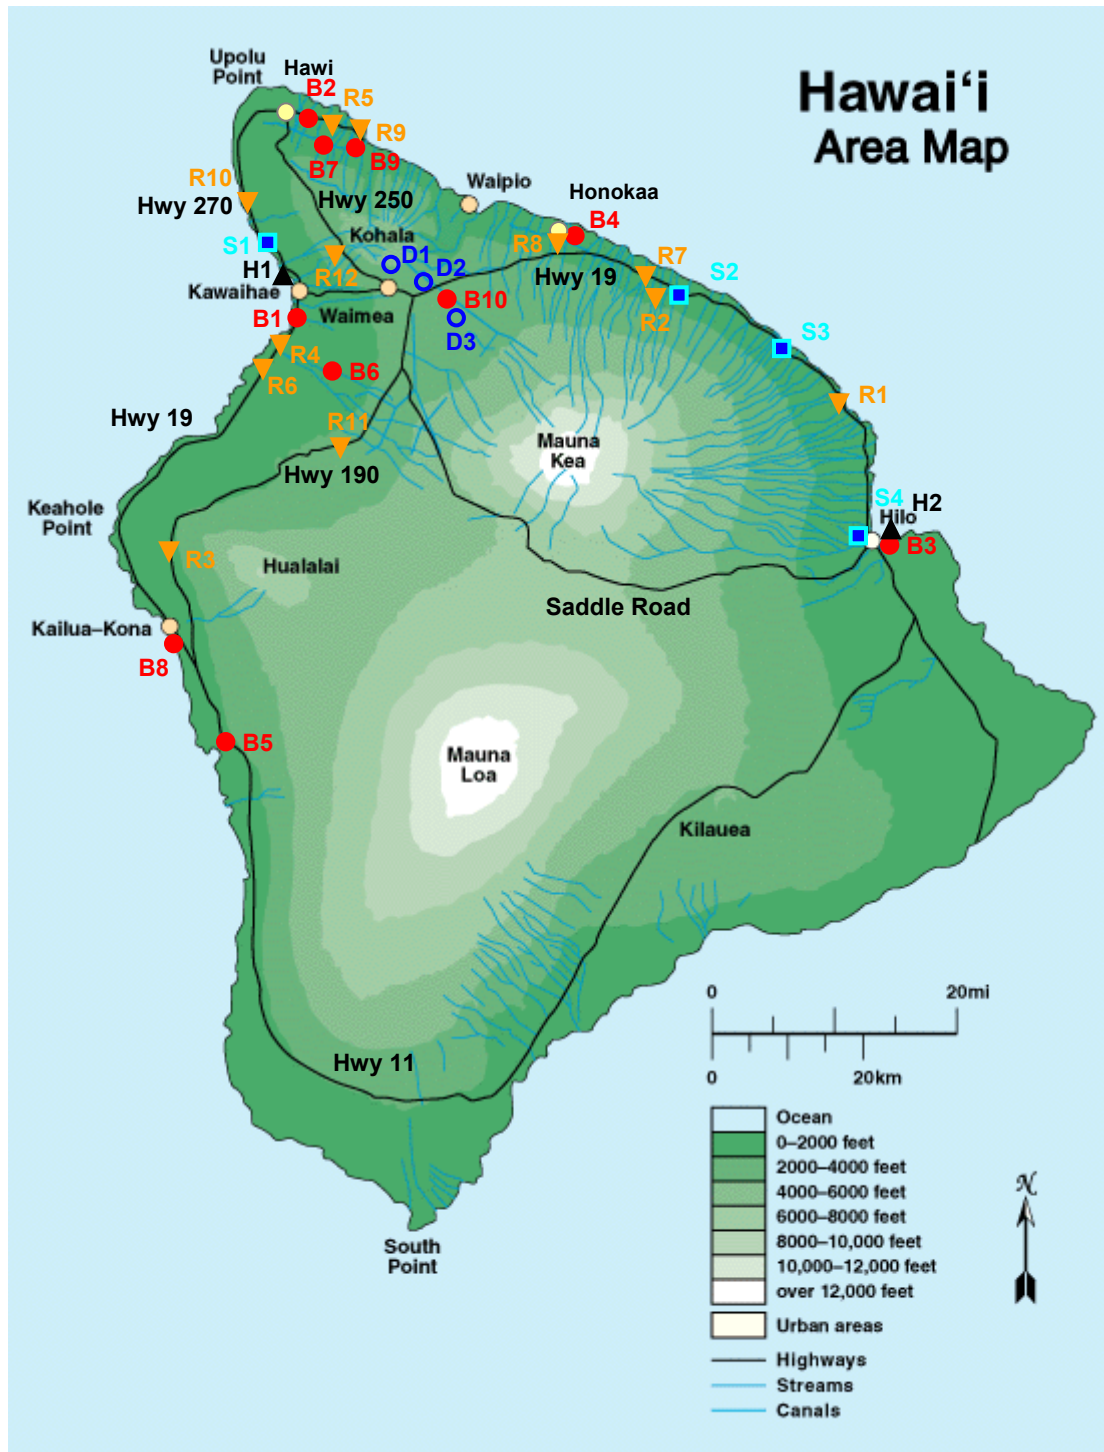 Hawaiʻi
Area Map
Upolu
Point
Hawi
B2
R5
R9
B7
B9
R10
Hwy 270
Hwy 250
Waipio
Honokaa
B4
S1
Kohala
D1
D2
R8
Hwy 19
R7
S2
H1
R12
Kawaihae
B10
R2
B1
Waimea
D3
S3
R4
R6
B6
R1
Hwy 19
R11
Hwy 190
Mauna
Kea
Keahole
Point
S4
H2
Hilo
B3
R3
Hualalai
Saddle Road
Kailua–Kona
B8
B5
Mauna
Loa
Kilauea
Hwy 11
South
Point
0
20mi
0
20km
Ocean
0–2000 feet
2000–4000 feet
4000–6000 feet
6000–8000 feet
8000–10,000 feet
10,000–12,000 feet
over 12,000 feet
Urban areas
Highways
Streams
Canals
N